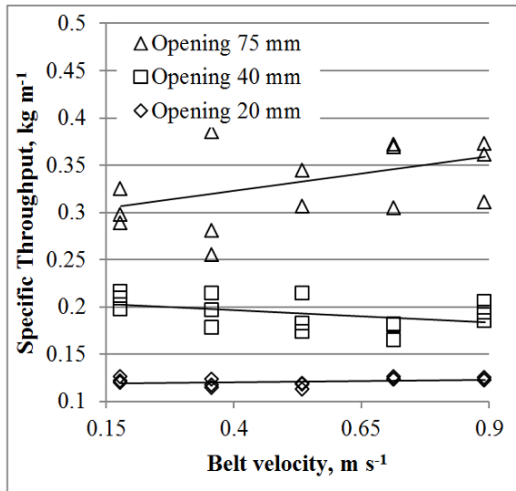 0.5
0.45
0.4
0.35
0.3
0.25
0.2
0.15
0.1
Specific Throughput, kg m⁻¹
Opening 75 mm
Opening 40 mm
Opening 20 mm
0.15 0.4 0.65 0.9
Belt velocity, m s⁻¹